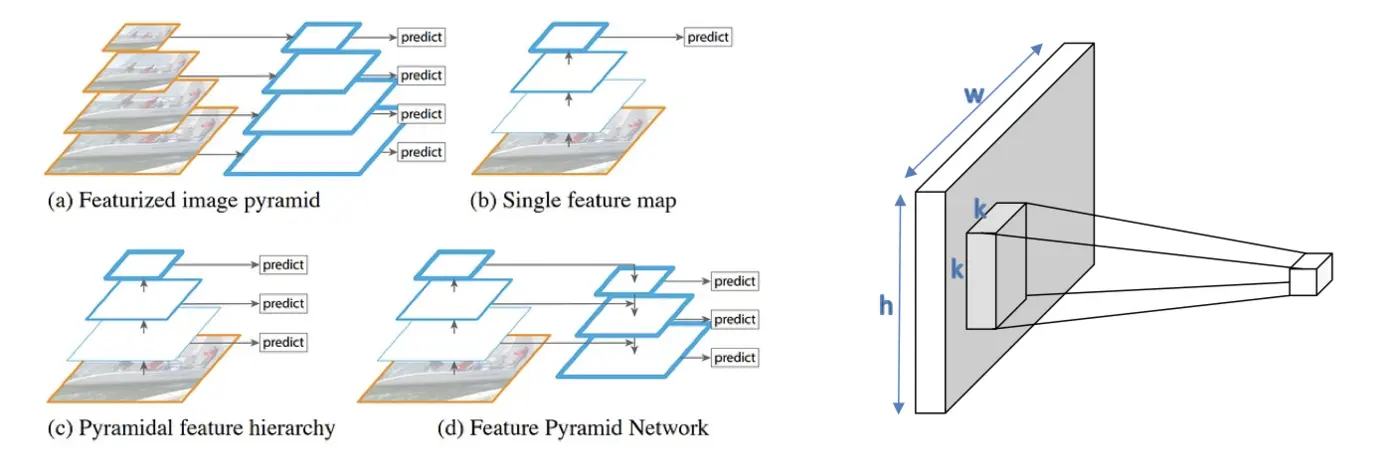 predict
predict
predict
predict
(a) Featurized image pyramid
predict
(b) Single feature map
predict
predict
predict
(c) Pyramidal feature hierarchy
predict
predict
predict
(d) Feature Pyramid Network
w
k
k
h